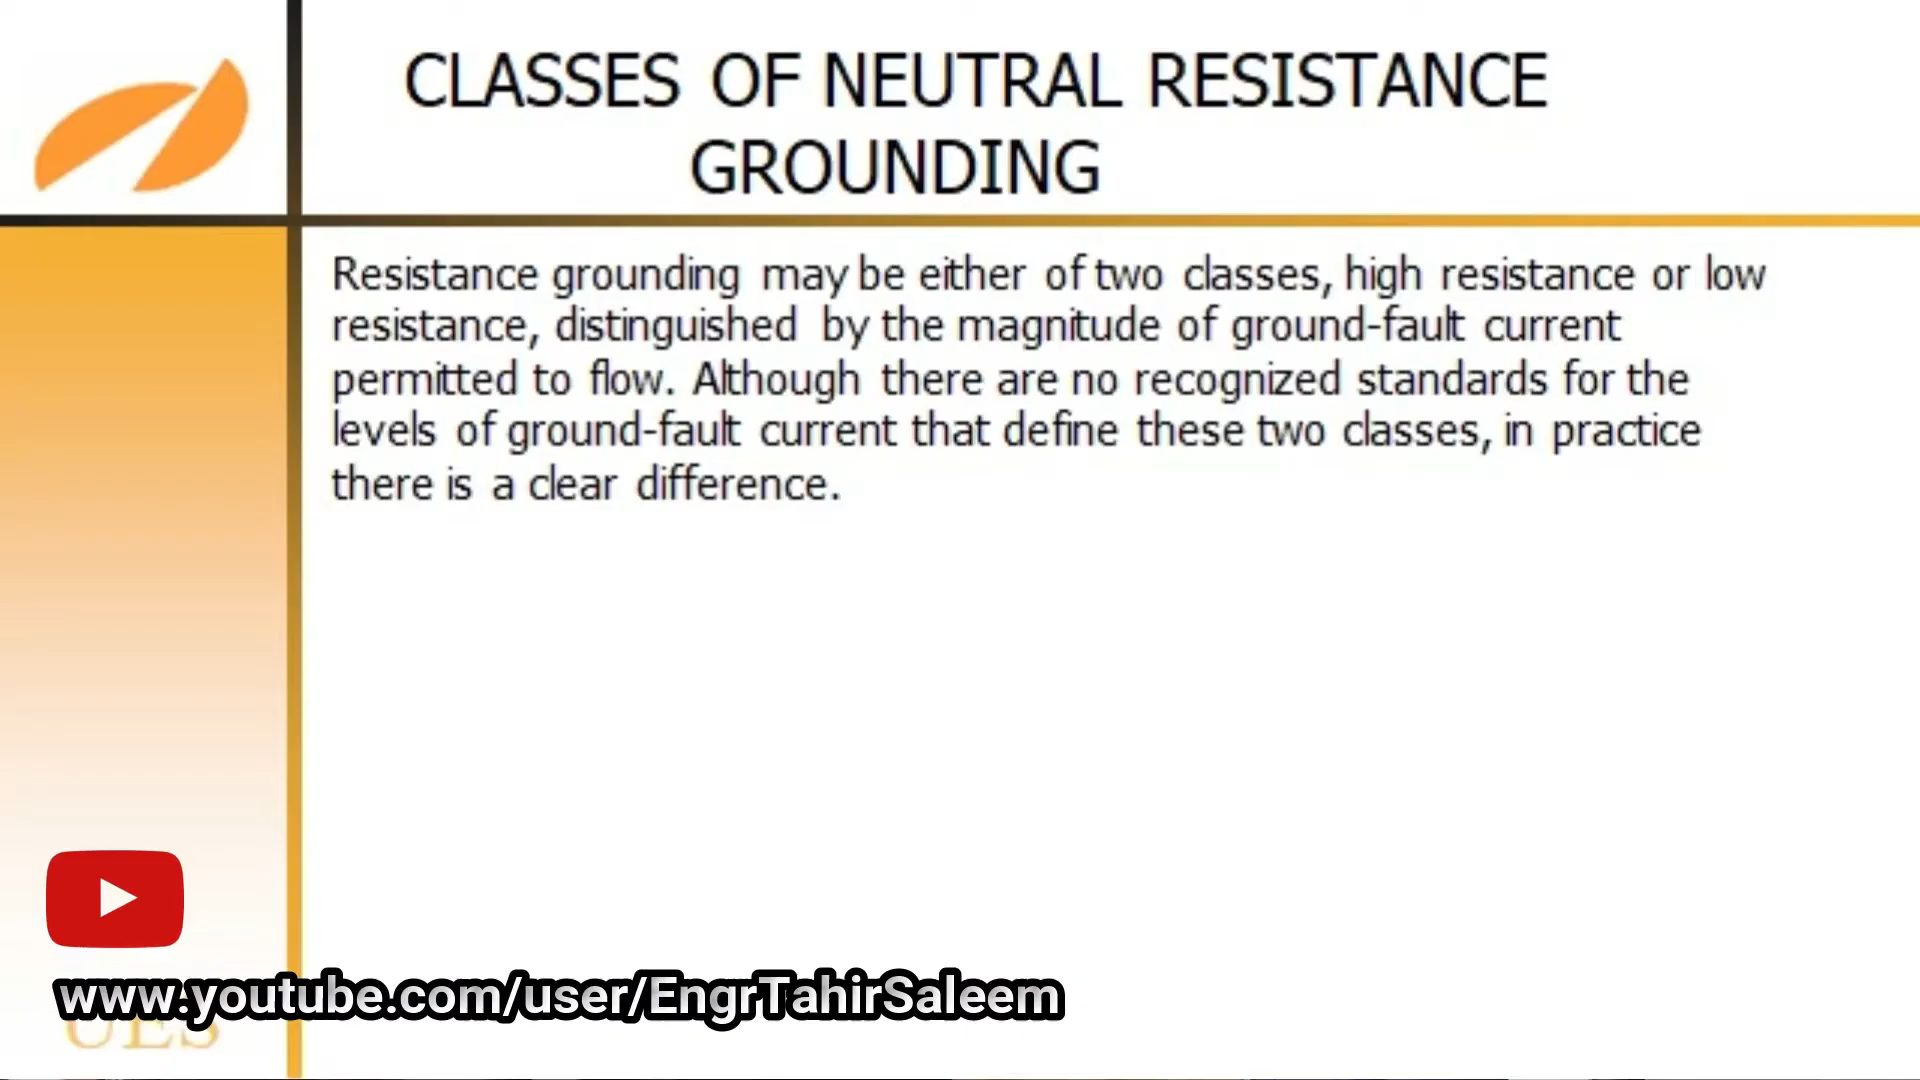 CLASSES OF NEUTRAL RESISTANCE
GROUNDING
Resistance grounding may be either of two classes, high resistance or low
resistance, distinguished by the magnitude of ground-fault current
permitted to flow. Although there are no recognized standards for the
levels of ground-fault current that define these two classes, in practice
there is a clear difference.
www.youtube.com/user/EngrTahirSaleem
UES